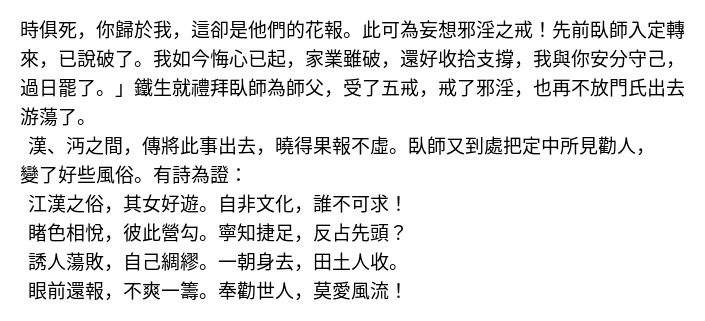 時俱死，你歸於我，這卻是他們的花報。此可為妄想邪淫之戒！先前臥師入定轉
來，已說破了。我如今悔心已起，家業雖破，還好收拾支撐，我與你安分守己，
過日罷了。」鐵生就禮拜臥師為師父，受了五戒，戒了邪淫，也再不放門氏出去
游蕩了。
漢、沔之間，傳將此事出去，曉得果報不虛。臥師又到處把定中所見勸人，
變了好些風俗。有詩為證：
江漢之俗，其女好遊。自非文化，誰不可求！
睹色相悅，彼此營勾。寧知捷足，反占先頭？
誘人蕩敗，自己綢繆。一朝身去，田土人收。
眼前還報，不爽一籌。奉勸世人，莫愛風流！